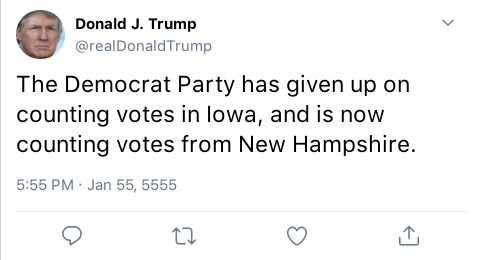 Donald J. Trump
@realDonaldTrump
The Democrat Party has given up on
counting votes in Iowa, and is now
counting votes from New Hampshire.
5:55 PM · Jan 55, 5555